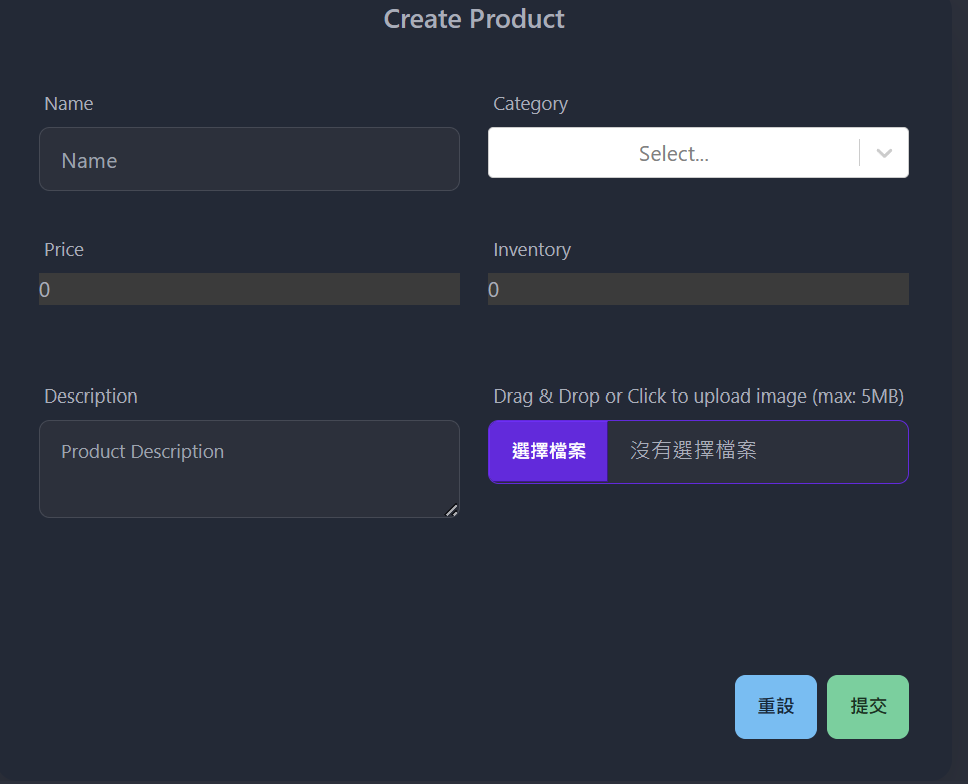 Create Product
Name
Category
Name
Select...
Price
Inventory
0
0
Description
Drag & Drop or Click to upload image (max: 5MB)
Product Description
選擇檔案
沒有選擇檔案
重設
提交